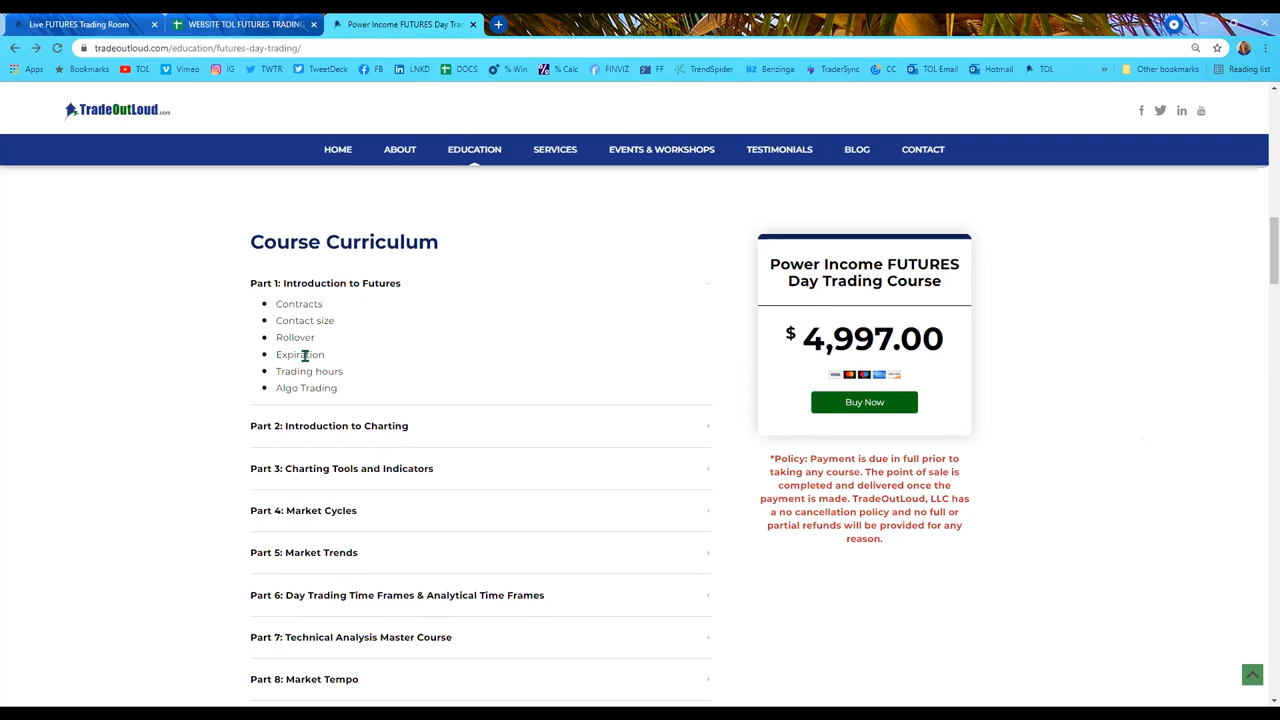 Live FUTURES Trading Room
WEBSITE TOL FUTURES TRADING
Power Income FUTURES Day Trad
tradeoutloud.com/education/futures-day-trading/
Apps Bookmarks TOL Vimeo IG TWTR TweetDeck FB LNKD DOCS % Win % Calc FINVIZ FF TrendSpider Benzinga TraderSync CC TOL Email Hotmail TOL » Other bookmarks Reading list
TradeOutLoud.com
HOME ABOUT EDUCATION SERVICES EVENTS & WORKSHOPS TESTIMONIALS BLOG CONTACT
Course Curriculum
Part 1: Introduction to Futures
Contracts
Contact size
Rollover
Expiration
Trading hours
Algo Trading
Part 2: Introduction to Charting
Part 3: Charting Tools and Indicators
Part 4: Market Cycles
Part 5: Market Trends
Part 6: Day Trading Time Frames & Analytical Time Frames
Part 7: Technical Analysis Master Course
Part 8: Market Tempo
Power Income FUTURES
Day Trading Course
$ 4,997.00
Buy Now
*Policy: Payment is due in full prior to
taking any course. The point of sale is
completed and delivered once the
payment is made. TradeOutLoud, LLC has
a no cancellation policy and no full or
partial refunds will be provided for any
reason.